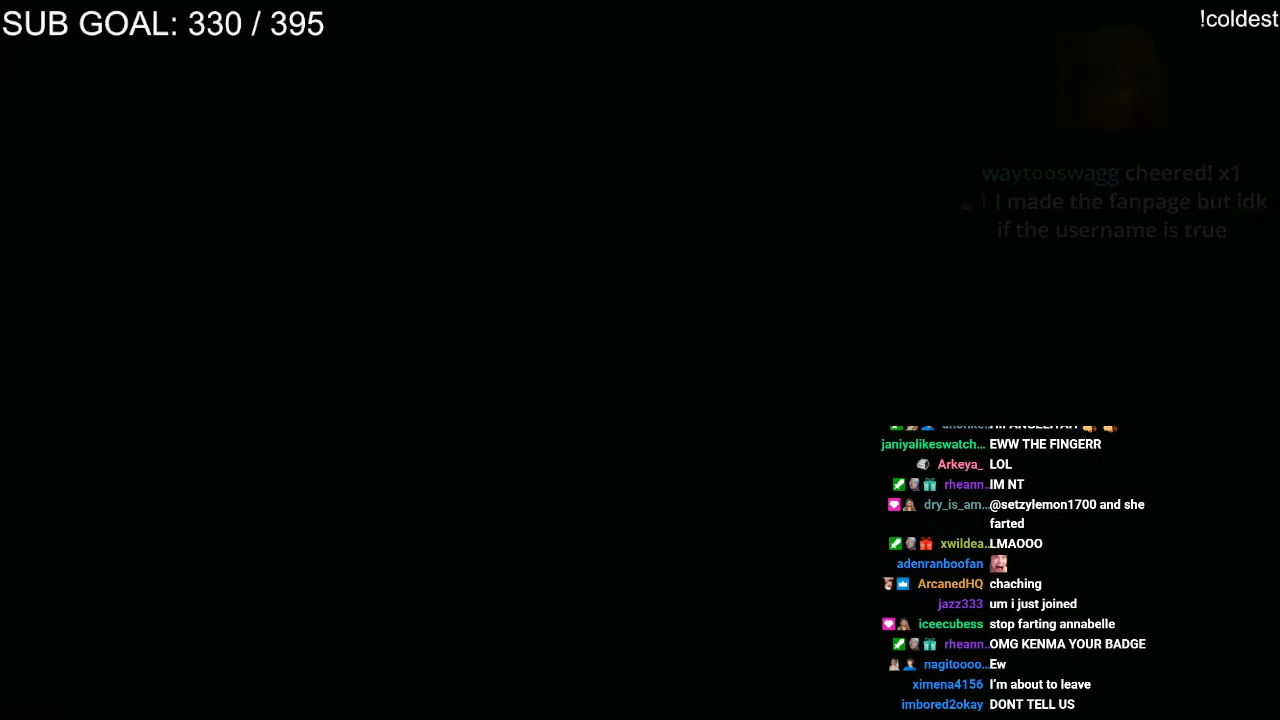 SUB GOAL: 330 / 395
!coldest
waytooswagg cheered! x1
1 I made the fanpage but idk
if the username is true
janiyalikeswatch... EWW THE FINGERR
Arkeya_ LOL
rheann.. IM NT
dry_is_am... @setzylemon1700 and she
farted
xwildea.. LMAOOO
adenranboofan
ArcanedHQ chaching
jazz333 um i just joined
iceecubess stop farting annabelle
rheann.. OMG KENMA YOUR BADGE
nagitoooo... Ew
ximena4156 I'm about to leave
imbored2okay DONT TELL US